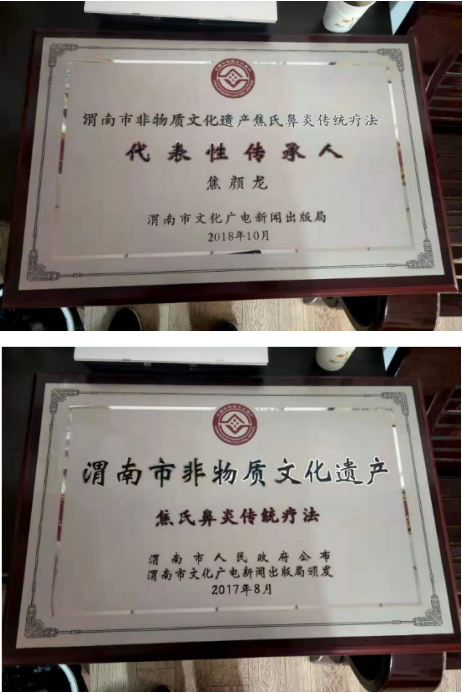 渭南市非物质文化遗产焦氏鼻炎传统疗法
代表性传承人
焦颜龙
渭南市文化广电新闻出版局
2018年10月
渭南市非物质文化遗产
焦氏鼻炎传统疗法
渭南市人民政府公布
渭南市文化广电新闻出版局颁发
2017年8月